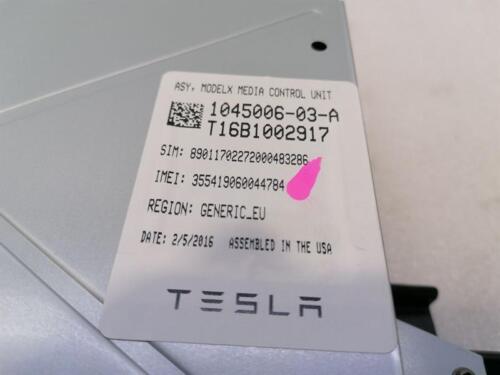 ASY, MODELX MEDIA CONTROL UNIT
1045006-03-A
T16B1002917
SIM: 89011702272000483286
IMEI: 355419060044784
REGION: GENERIC_EU
DATE: 2/5/2016 ASSEMBLED IN THE USA
TESLA